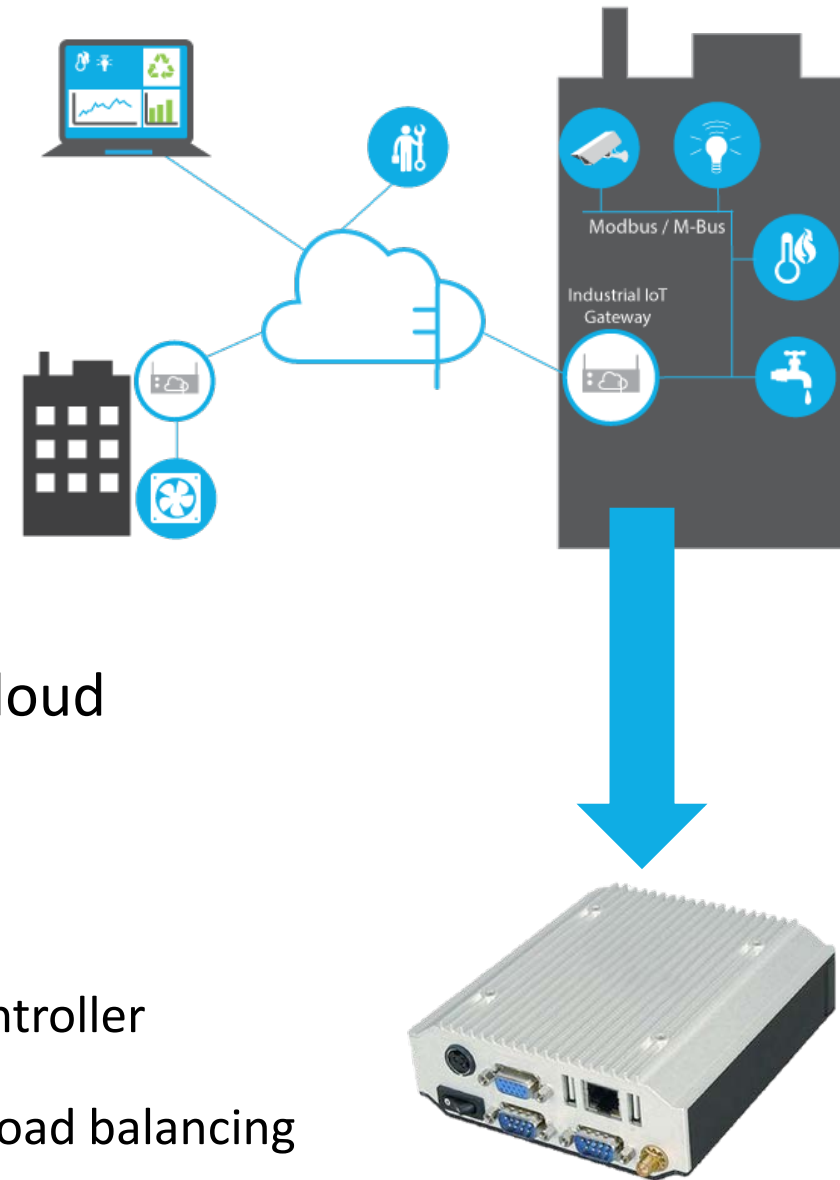 Modbus / M-Bus
Industrial IoT
Gateway
loud
ntroller
oad balancing